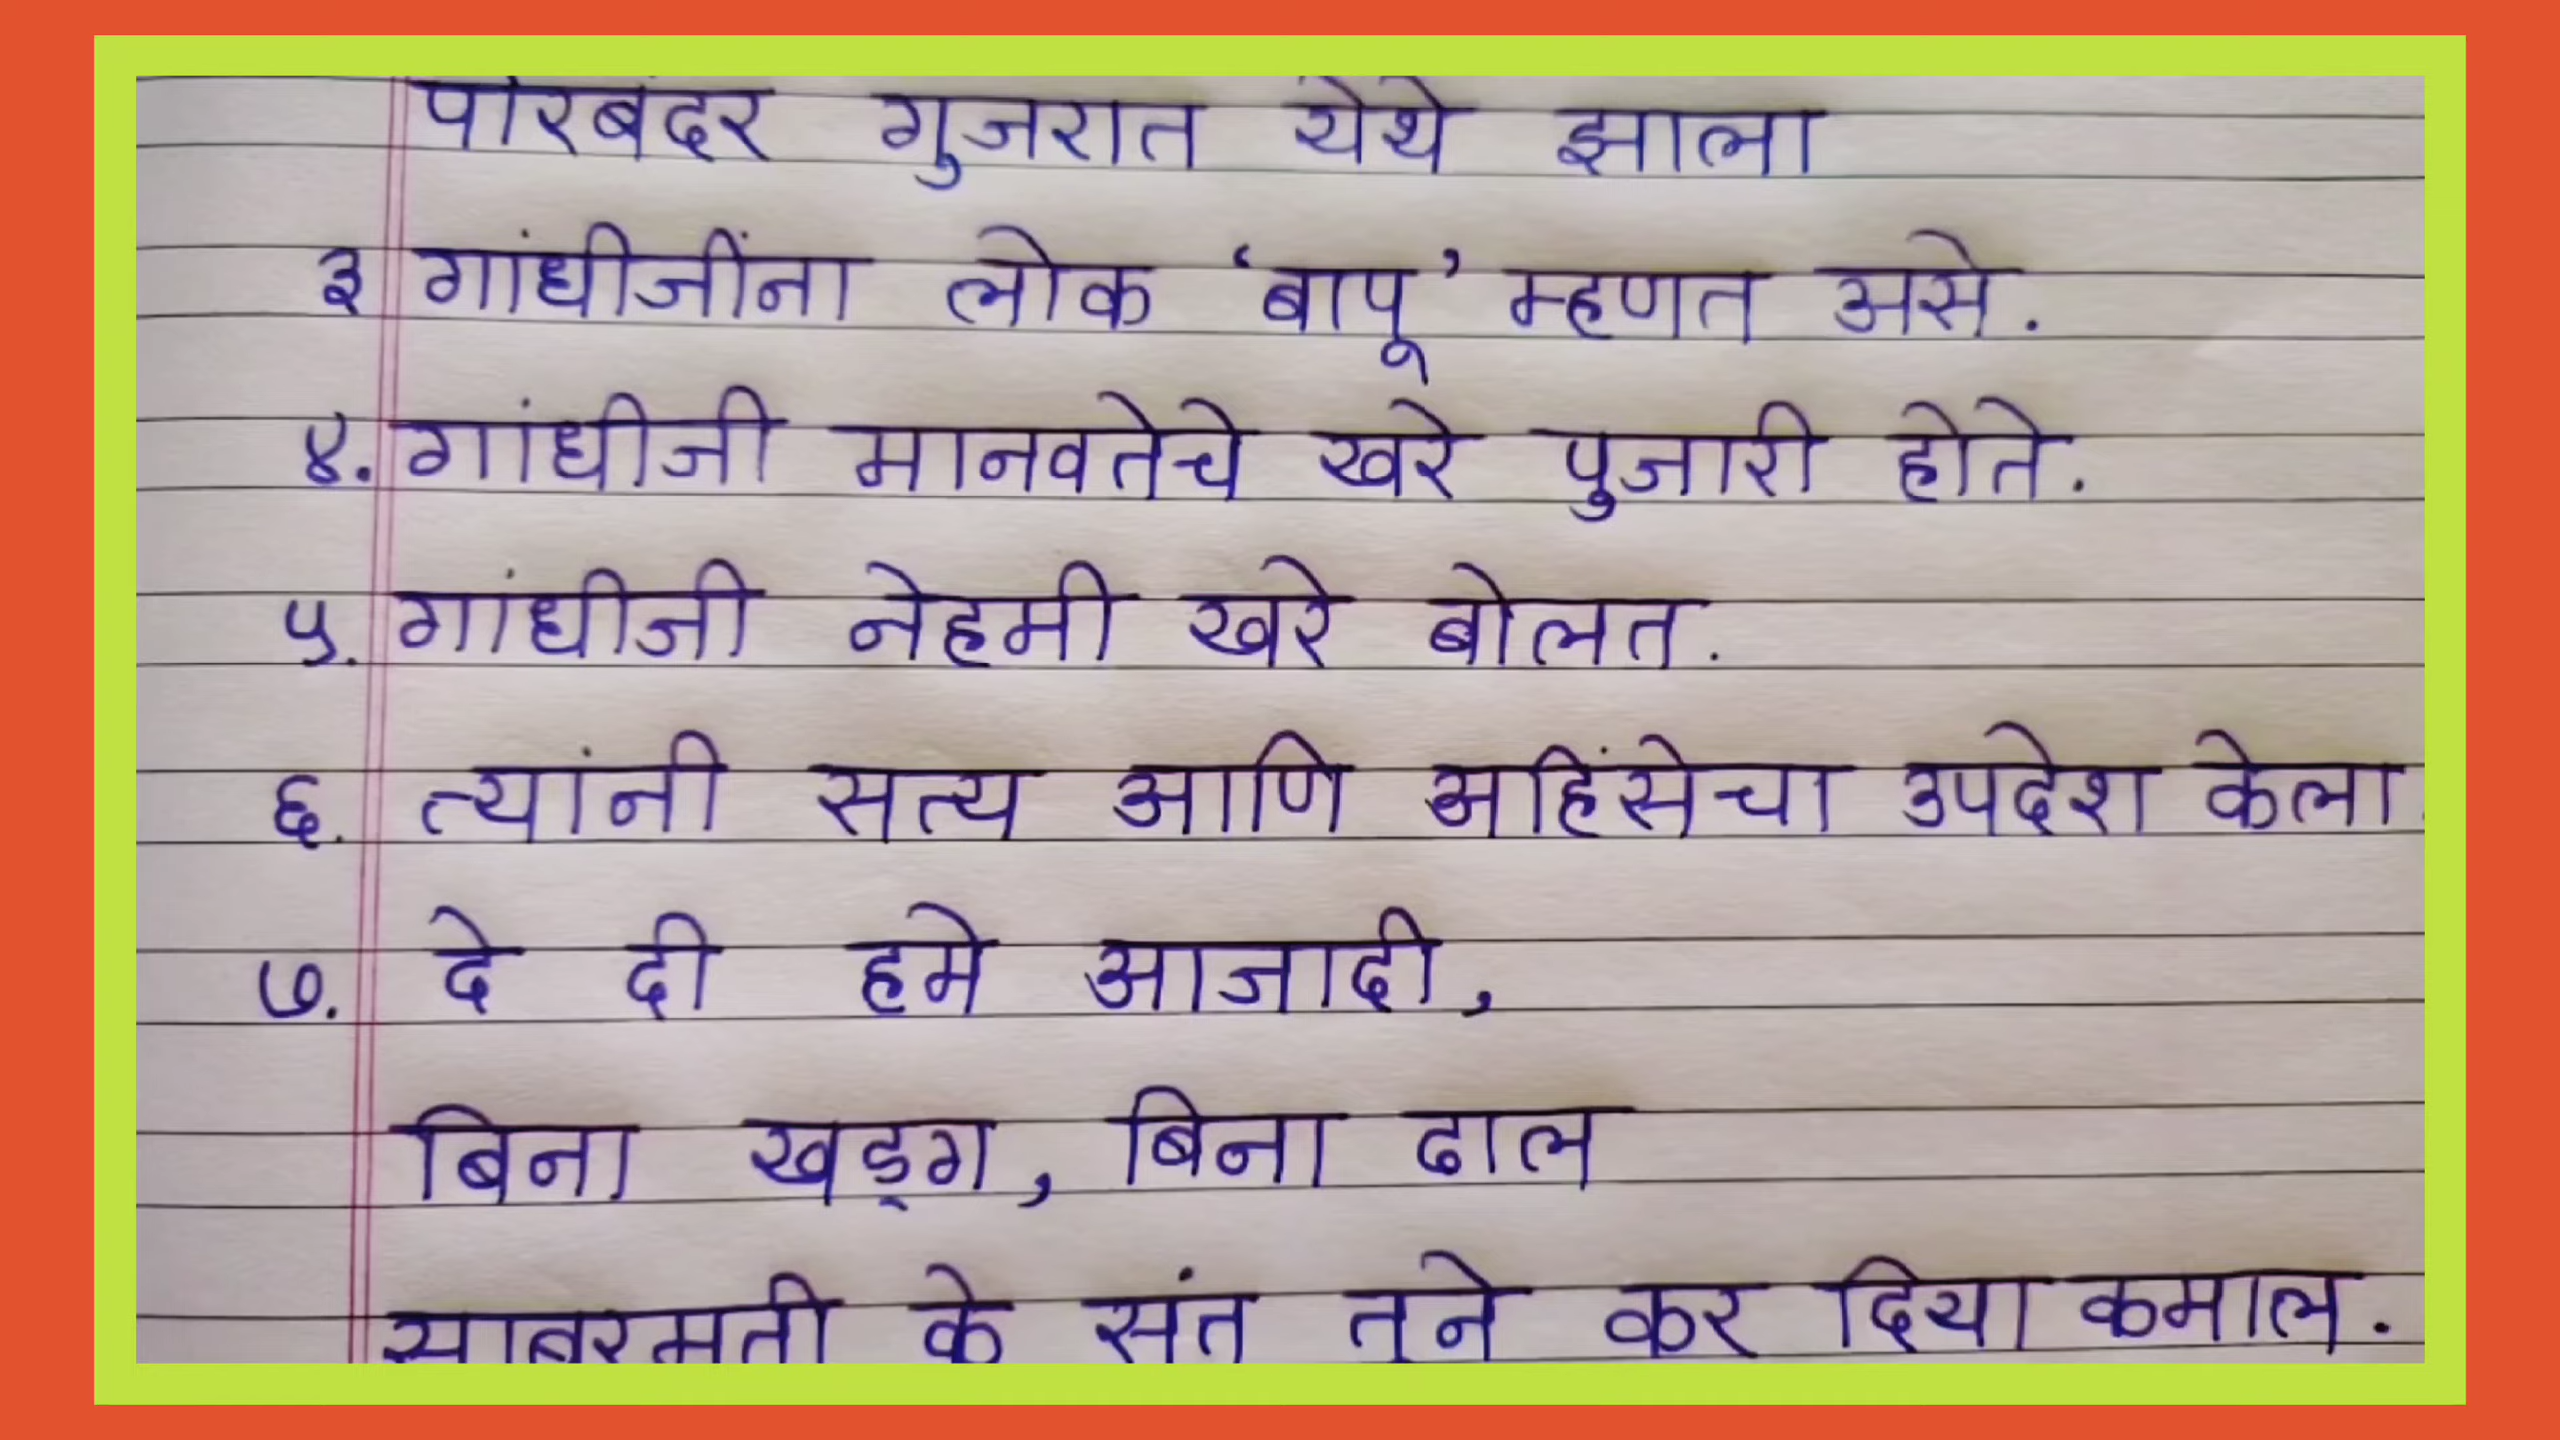 पोरबंदर गुजरात येथे झाला
३ गांधीजींना लोक ‘बापू’ म्हणत असे.
४. गांधीजी मानवतेचे खरे पुजारी होते.
५. गांधीजी नेहमी खरे बोलत.
६. त्यांनी सत्य आणि अहिंसेचा उपदेश केला.
७. दे दी हमे आजादी,
बिना खड्ग, बिना ढाल
साबरमती के संत तूने कर दिया कमाल.